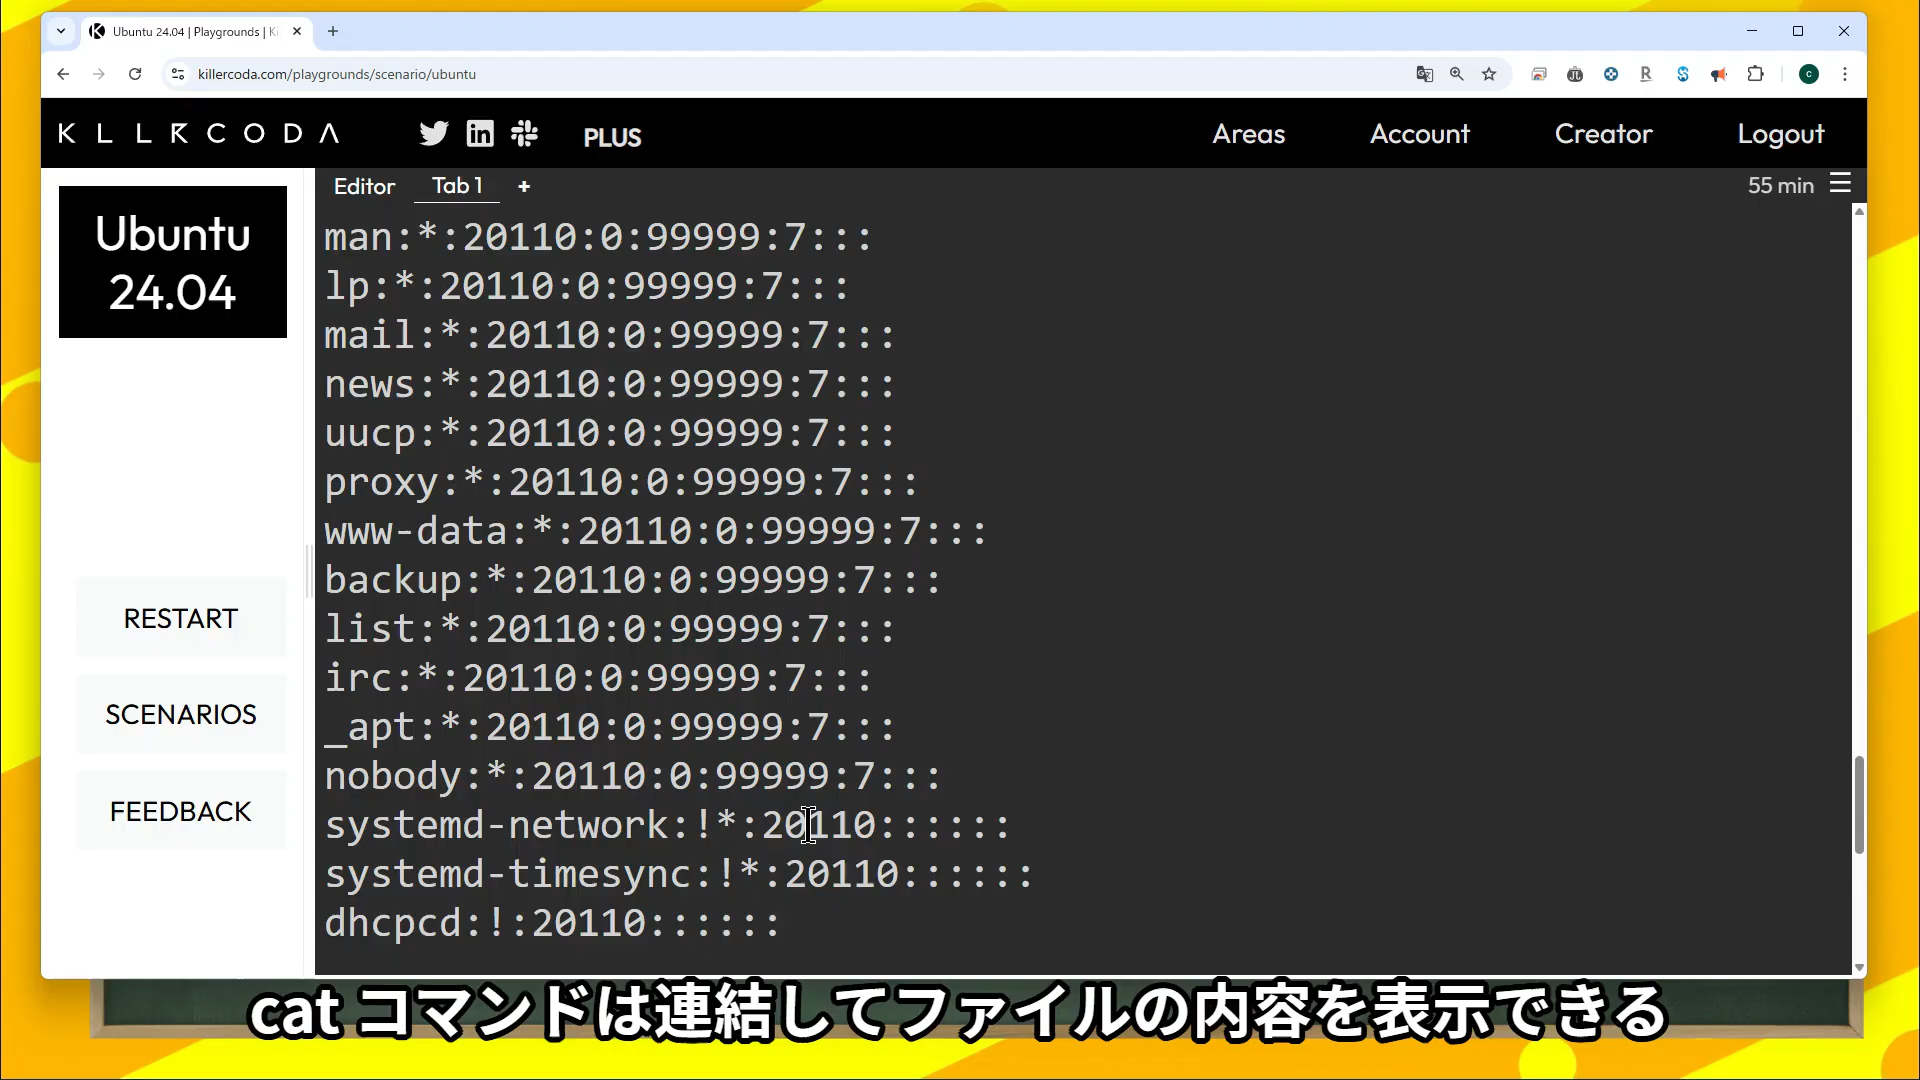 Ubuntu 24.04 | Playgrounds | Ki
killercoda.com/playgrounds/scenario/ubuntu
KLLRCODA
PLUS
Areas
Account
Creator
Logout
Ubuntu
24.04
RESTART
SCENARIOS
FEEDBACK
Editor
Tab 1
+
55 min
man:*:20110:0:99999:7:::
lp:*:20110:0:99999:7:::
mail:*:20110:0:99999:7:::
news:*:20110:0:99999:7:::
uucp:*:20110:0:99999:7:::
proxy:*:20110:0:99999:7:::
www-data:*:20110:0:99999:7:::
backup:*:20110:0:99999:7:::
list:*:20110:0:99999:7:::
irc:*:20110:0:99999:7:::
_apt:*:20110:0:99999:7:::
nobody:*:20110:0:99999:7:::
systemd-network:!*:20110::::::
systemd-timesync:!*:20110::::::
dhcpcd:!:20110::::::
cat コマンドは連結してファイルの内容を表示できる